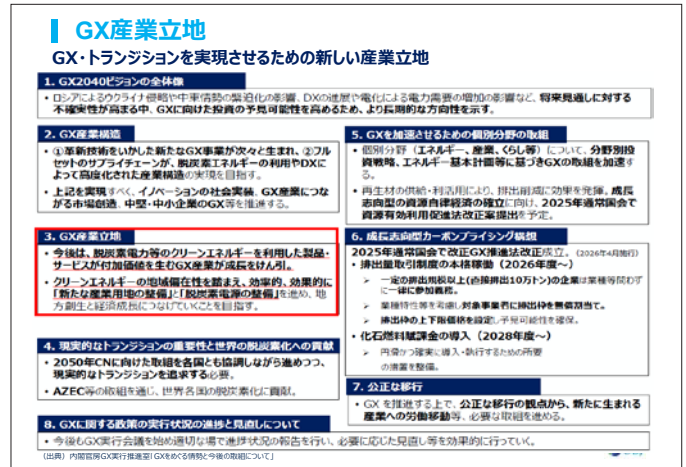 GX産業立地
GX・トランジションを実現させるための新しい産業立地
1. GX2040ビジョンの全体像
・ロシアによるウクライナ侵略や中東情勢の緊迫化の影響、DXの進展や電化による電力需要の増加の影響など、将来見通しに対する
不確実性が高まる中、GXに向けた投資の予見可能性を高めるため、より長期的な方向性を示す。
2. GX産業構造
・①革新技術をいかした新たなGX事業が次々と生まれ、②フル
セットのサプライチェーンが、脱炭素エネルギーの利用やDXに
よって高度化された産業構造の実現を目指す。
・上記を実現すべく、イノベーションの社会実装、GX産業につな
がる市場創造、中堅・中小企業のGX等を推進する。
3. GX産業立地
・今後は、脱炭素電力等のクリーンエネルギーを利用した製品・
サービスが付加価値を生むGX産業が成長をけん引。
・クリーンエネルギーの地域偏在性を踏まえ、効率的、効果的に
「新たな産業用地の整備」と「脱炭素電源の整備」を進め、地
方創生と経済成長につなげていくことを目指す。
4. 現実的なトランジションの重要性と世界の脱炭素化への貢献
・2050年CNに向けた取組を各国とも協調しながら進めつつ、
現実的なトランジションを追求する必要。
・AZEC等の取組を通じ、世界各国の脱炭素化に貢献。
5. GXを加速させるための個別分野の取組
・個別分野（エネルギー、産業、くらし等）について、分野別投
資戦略、エネルギー基本計画等に基づきGXの取組を加速す
る。
・再生材の供給・利活用により、排出削減に効果を発揮。成長
志向型の資源自律経済の確立に向け、2025年通常国会で
資源有効利用促進法改正案提出を予定。
6. 成長志向型カーボンプライシング構想
2025年通常国会で改正GX推進法改正成立。（2026年4月施行）
・排出量取引制度の本格稼働（2026年度～）
➢ 一定の排出規模以上（直接排出10万トン）の企業は業種等問わず
に一律に参加義務。
➢ 業種特性等を考慮し対象事業者に排出枠を無償割当て。
➢ 排出枠の上下限価格を設定し予見可能性を確保。
・化石燃料賦課金の導入（2028年度～）
➢ 円滑かつ確実に導入・執行するための所要
の措置を整備。
7. 公正な移行
・GXを推進する上で、公正な移行の観点から、新たに生まれる
産業への労働移動等、必要な取組を進める。
8. GXに関する政策の実行状況の進捗と見直しについて
・今後もGX実行会議を始め適切な場で進捗状況の報告を行い、必要に応じた見直し等を効果的に行っていく。
（出典）内閣官房GX実行推進室「GXをめぐる情勢と今後の取組について」